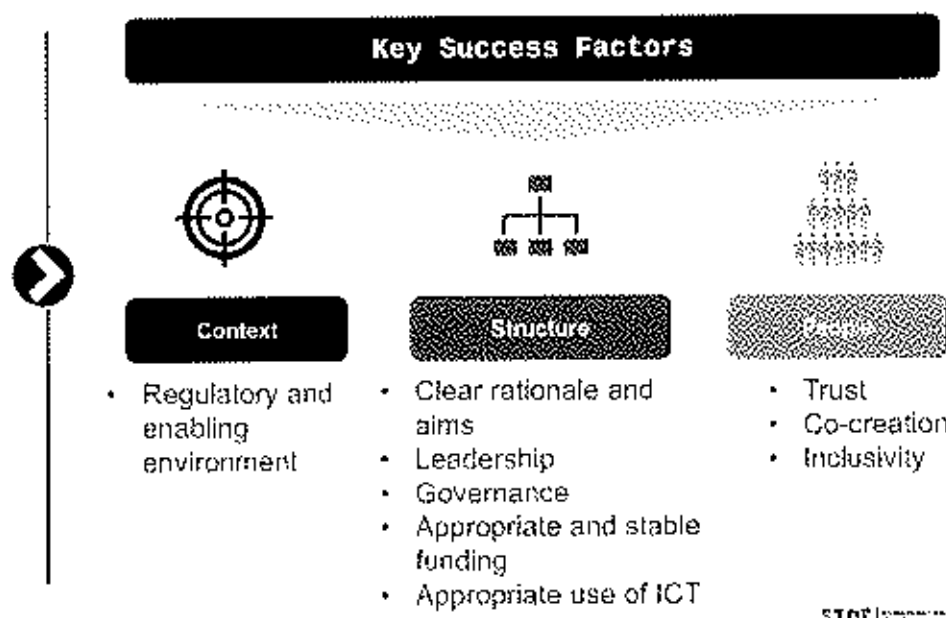 Key Success Factors
Context
Structure
People
• Regulatory and
enabling
environment
• Clear rationale and
aims
• Leadership
• Governance
• Appropriate and stable
funding
• Appropriate use of ICT
• Trust
• Co-creation
• Inclusivity